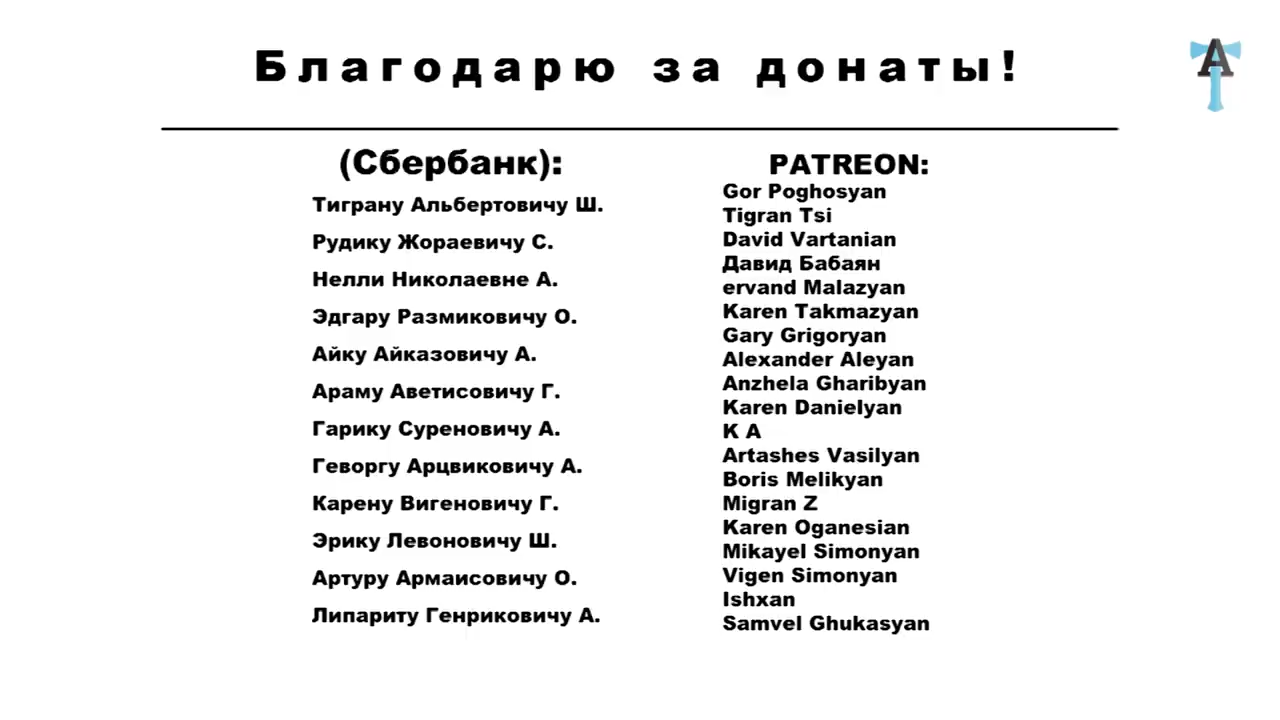 Благодарю за донаты!
(Сбербанк):
Тиграну Альбертовичу Ш.
Рудику Жораевичу С.
Нелли Николаевне А.
Эдгару Размиковичу О.
Айку Айказовичу А.
Араму Аветисовичу Г.
Гарику Суреновичу А.
Геворгу Арцвиковичу А.
Карену Вигеновичу Г.
Эрику Левоновичу Ш.
Артуру Армаисовичу О.
Липариту Генриковичу А.
PATREON:
Gor Poghosyan
Tigran Tsi
David Vartanian
Давид Бабаян
ervand Malazyan
Karen Takmazyan
Gary Grigoryan
Alexander Aleyan
Anzhela Gharibyan
Karen Danielyan
K A
Artashes Vasilyan
Boris Melikyan
Migran Z
Karen Oganesian
Mikayel Simonyan
Vigen Simonyan
Ishxan
Samvel Ghukasyan
A